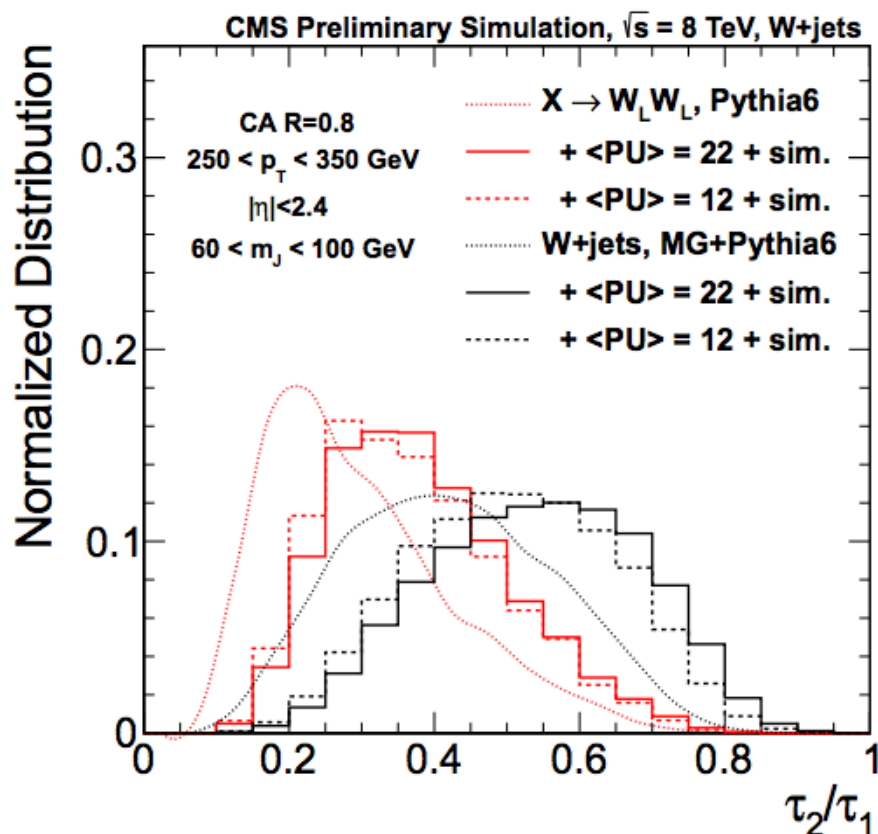 CMS Preliminary Simulation, √s = 8 TeV, W+jets
Normalized Distribution
0.3
0.2
0.1
0
CA R=0.8
250 < p_T < 350 GeV
|η|<2.4
60 < m_J < 100 GeV
X → W_L W_L, Pythia6
+ <PU> = 22 + sim.
+ <PU> = 12 + sim.
W+jets, MG+Pythia6
+ <PU> = 22 + sim.
+ <PU> = 12 + sim.
0 0.2 0.4 0.6 0.8 1
τ_2/τ_1